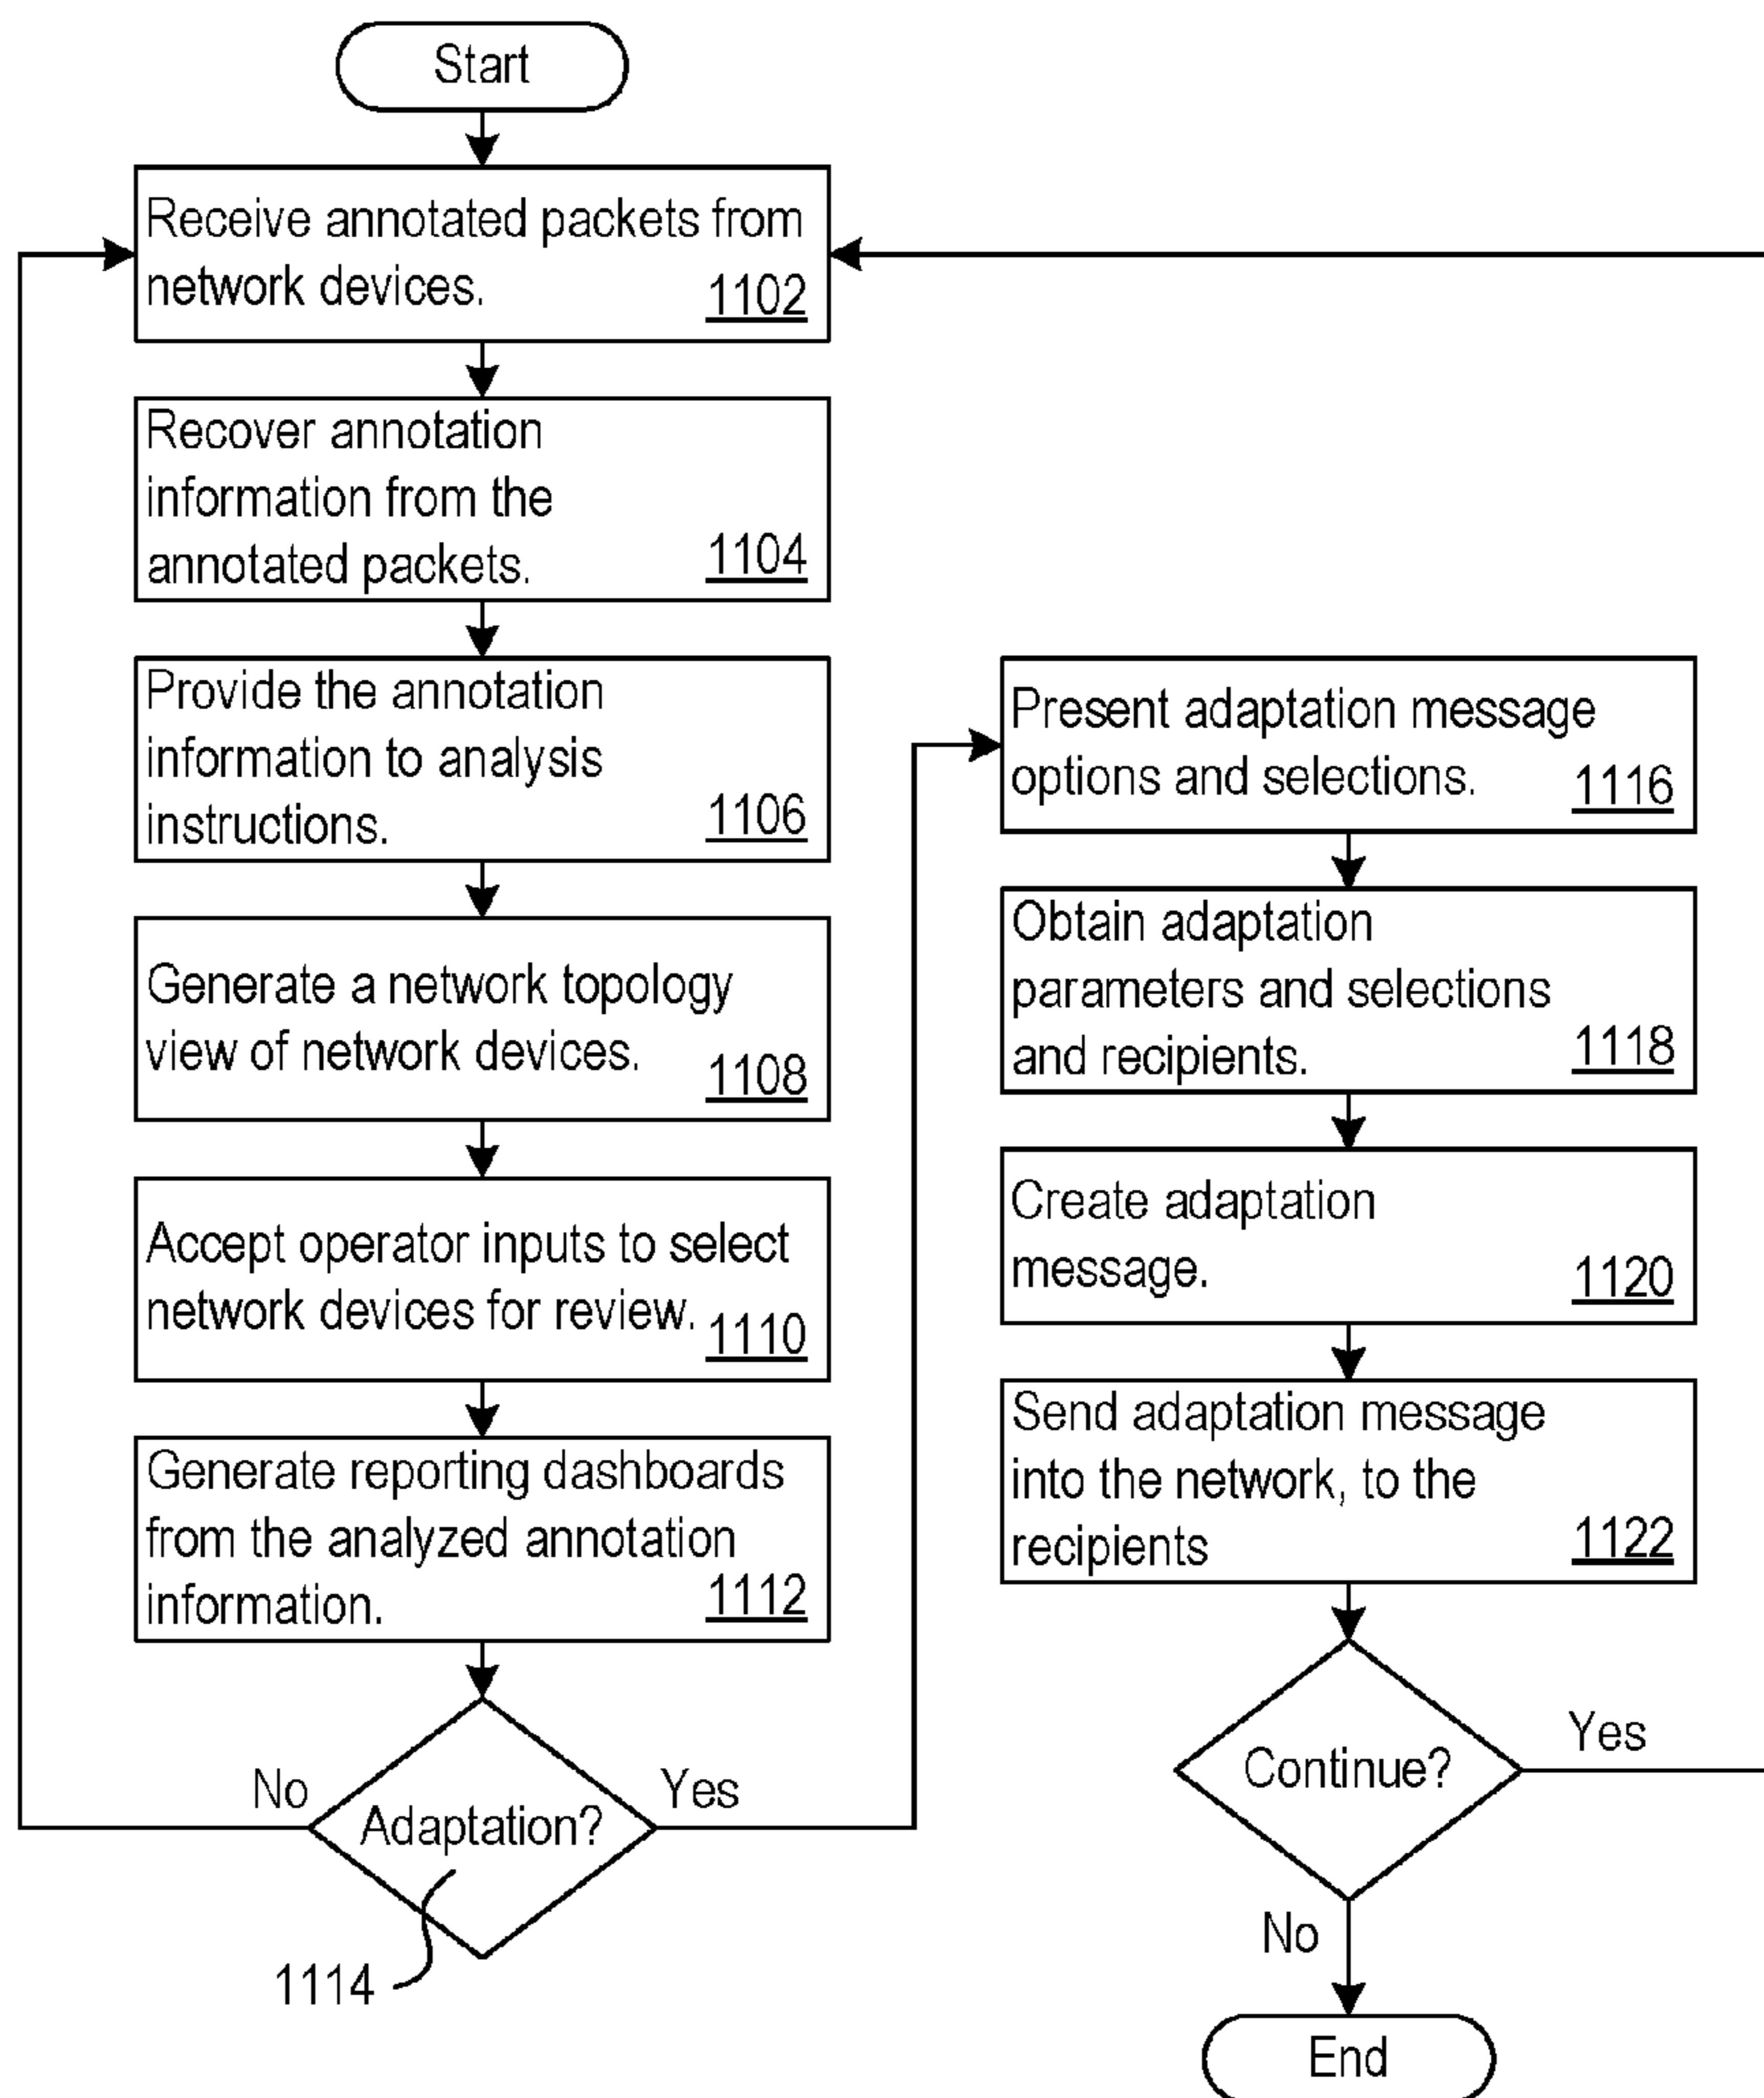 Start
Receive annotated packets from
network devices.
1102
Recover annotation
information from the
annotated packets.
1104
Provide the annotation
information to analysis
instructions.
1106
Generate a network topology
view of network devices.
1108
Accept operator inputs to select
network devices for review.
1110
Generate reporting dashboards
from the analyzed annotation
information.
1112
No
Adaptation?
Yes
1114
Present adaptation message
options and selections.
1116
Obtain adaptation
parameters and selections
and recipients.
1118
Create adaptation
message.
1120
Send adaptation message
into the network, to the
recipients
1122
Continue?
Yes
No
End